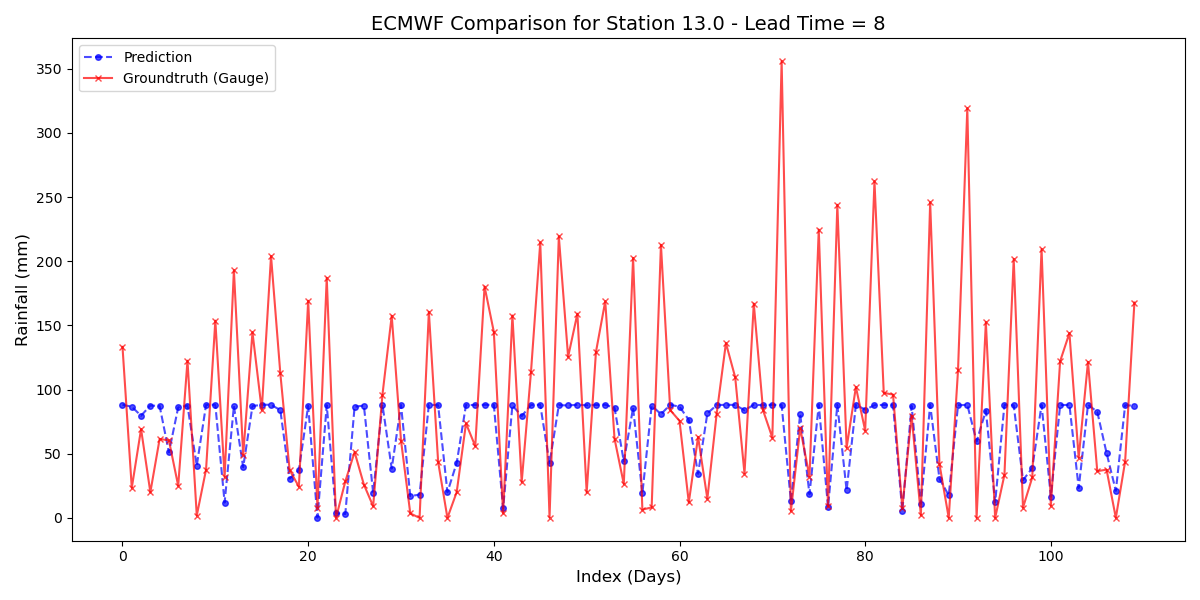 ECMWF Comparison for Station 13.0 - Lead Time = 8
Prediction
Groundtruth (Gauge)
Rainfall (mm)
350
300
250
200
150
100
50
0
0 20 40 60 80 100
Index (Days)